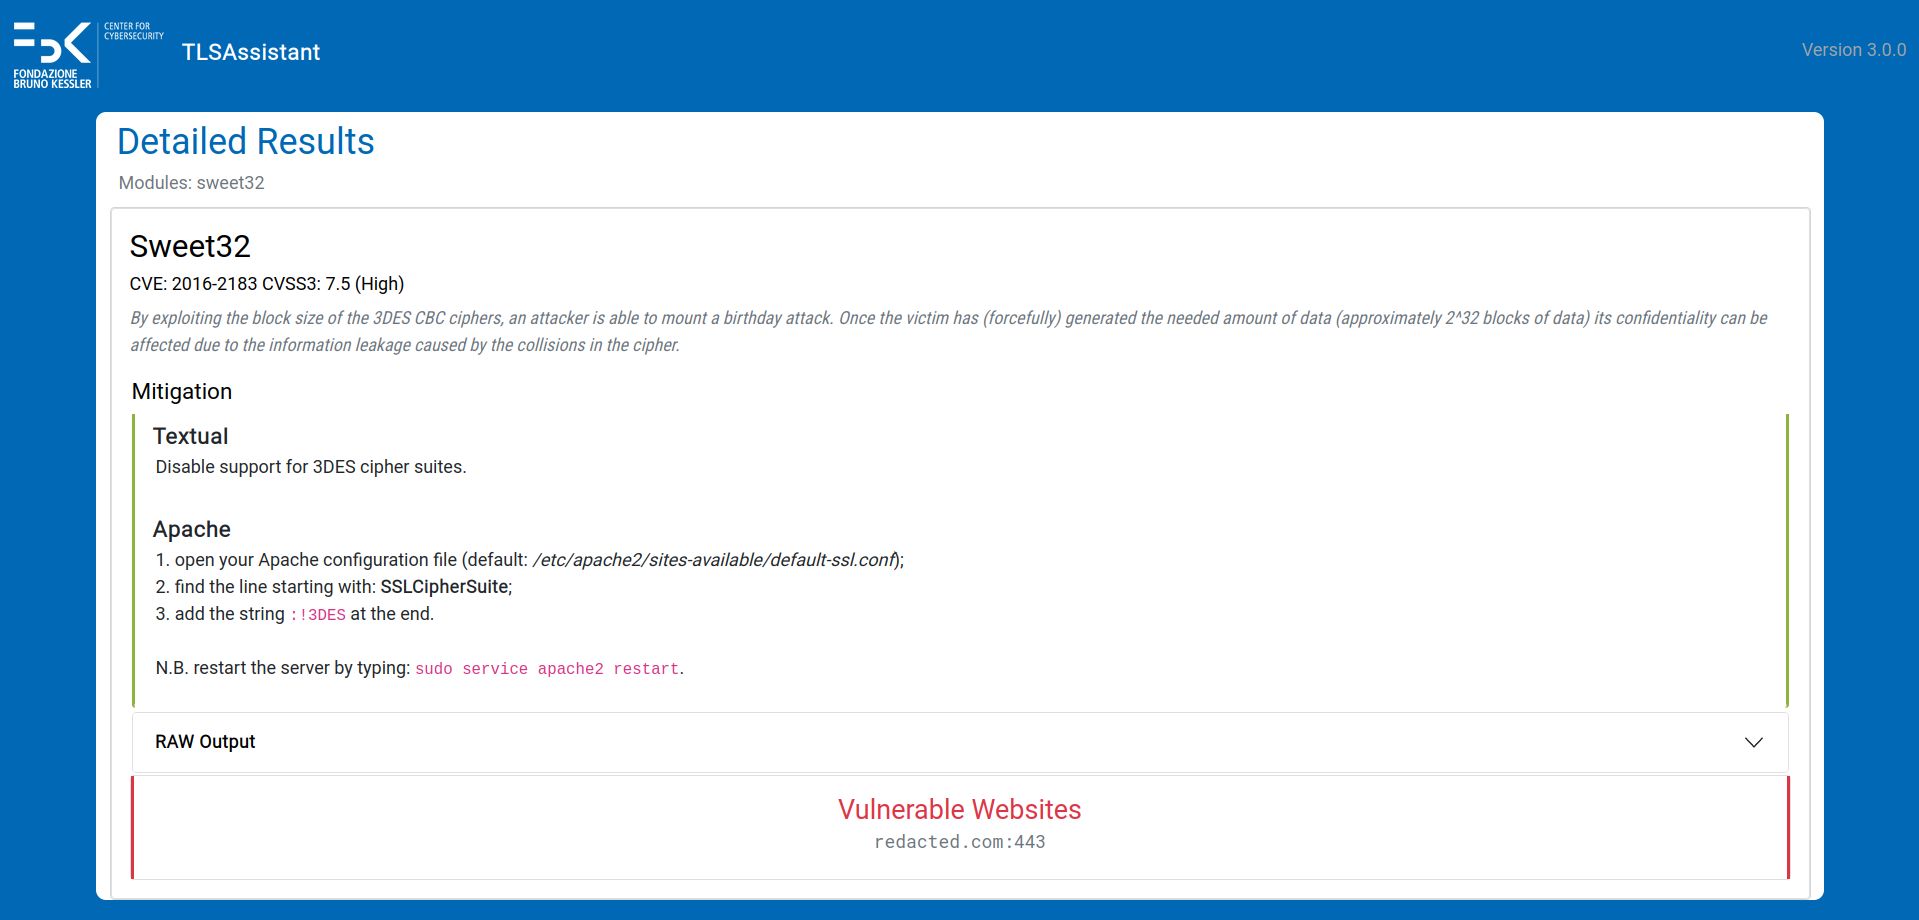 FBK
CENTER FOR
CYBERSECURITY
FONDAZIONE
BRUNO KESSLER
TLSAssistant
Version 3.0.0
Detailed Results
Modules: sweet32
Sweet32
CVE: 2016-2183 CVSS3: 7.5 (High)
By exploiting the block size of the 3DES CBC ciphers, an attacker is able to mount a birthday attack. Once the victim has (forcefully) generated the needed amount of data (approximately 2^32 blocks of data) its confidentiality can be
affected due to the information leakage caused by the collisions in the cipher.
Mitigation
Textual
Disable support for 3DES cipher suites.
Apache
1. open your Apache configuration file (default: /etc/apache2/sites-available/default-ssl.conf);
2. find the line starting with: SSLCipherSuite;
3. add the string :!3DES at the end.
N.B. restart the server by typing: sudo service apache2 restart.
RAW Output
Vulnerable Websites
redacted.com:443